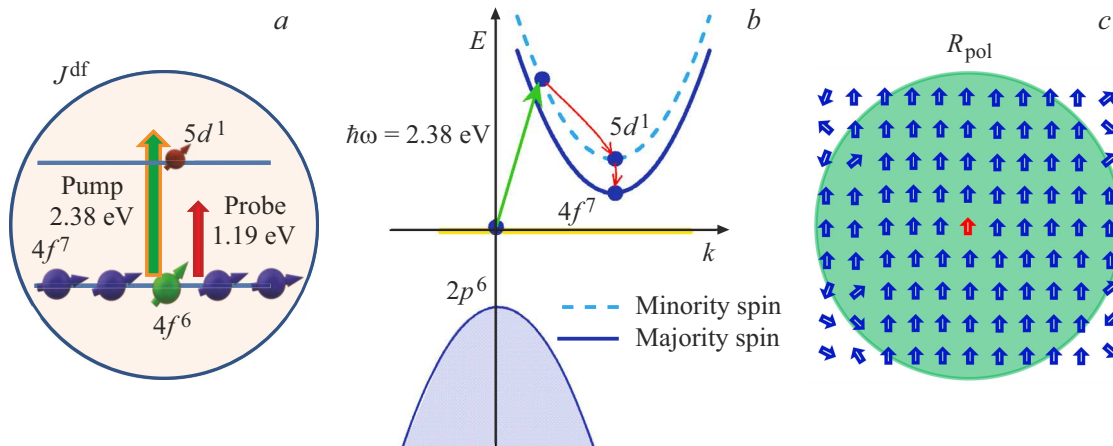 a
J^df
5d^1
Pump
2.38 eV
Probe
1.19 eV
4f^7
4f^6
b
E
ħω = 2.38 eV
5d^1
4f^7
k
2p^6
Minority spin
Majority spin
c
R_pol